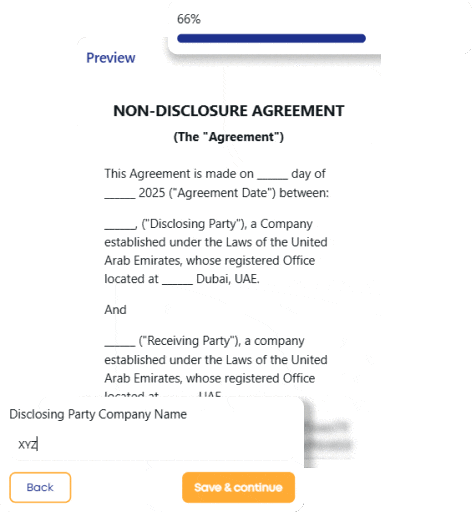 66%
Preview
NON-DISCLOSURE AGREEMENT
(The "Agreement")
This Agreement is made on _____ day of
_____ 2025 ("Agreement Date") between:
_____, ("Disclosing Party"), a Company
established under the Laws of the United
Arab Emirates, whose registered Office
located at _____ Dubai, UAE.
And
_____ ("Receiving Party"), a company
established under the Laws of the United
Arab Emirates, whose registered Office
located at _____ UAE
Disclosing Party Company Name
XYZ
Back
Save & continue